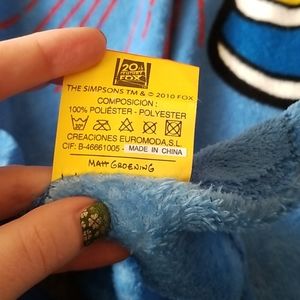 20th
CENTURY
FOX
THE SIMPSONS TM & © 2010 FOX
COMPOSICIÓN :
100% POLIÉSTER - POLYESTER
CREACIONES EUROMODA,S.L.
CIF: B-46661005 - MADE IN CHINA
MATT GROENING